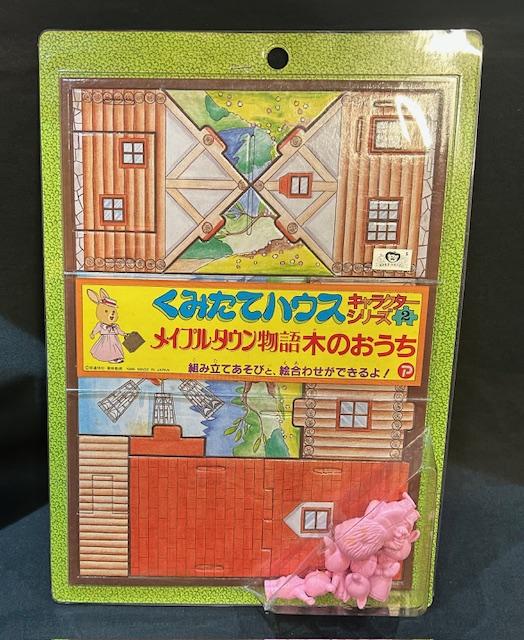 くみたてハウス
キャラクター
シリーズ2
メイプルタウン物語 木のおうち
組み立てあそびと、絵合わせができるよ!